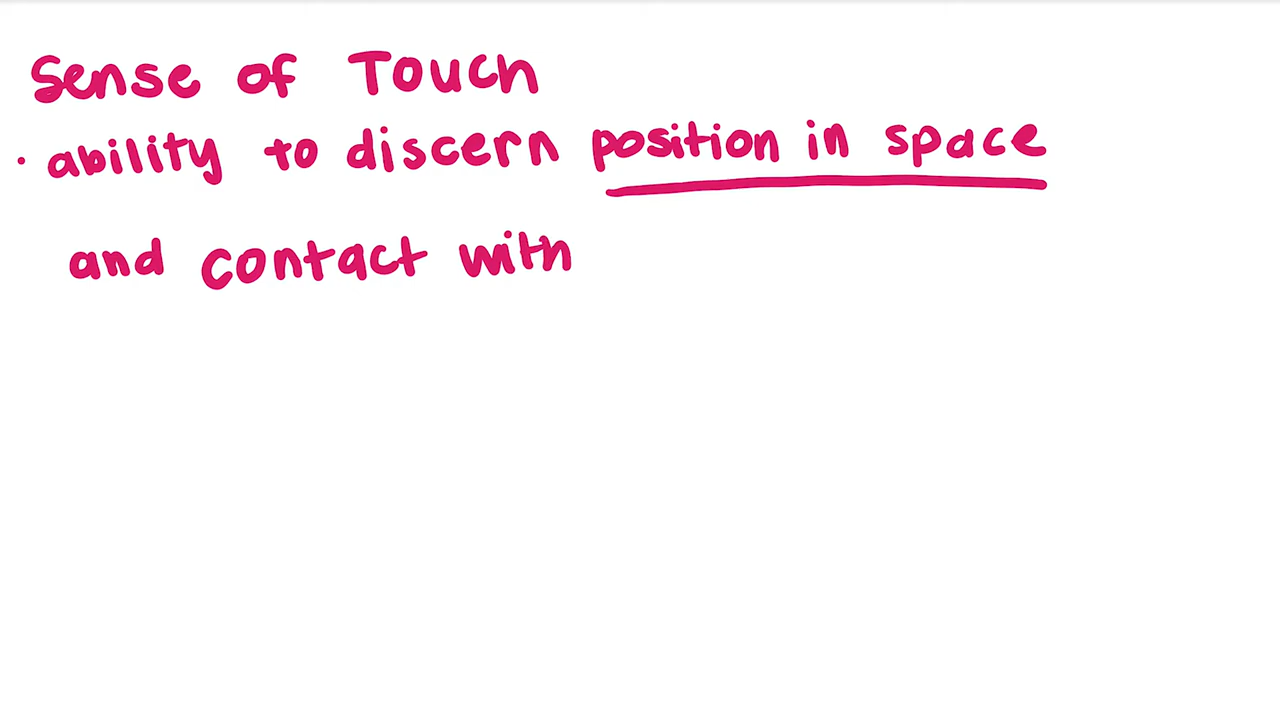 Sense of Touch
· ability to discern position in space
and contact with